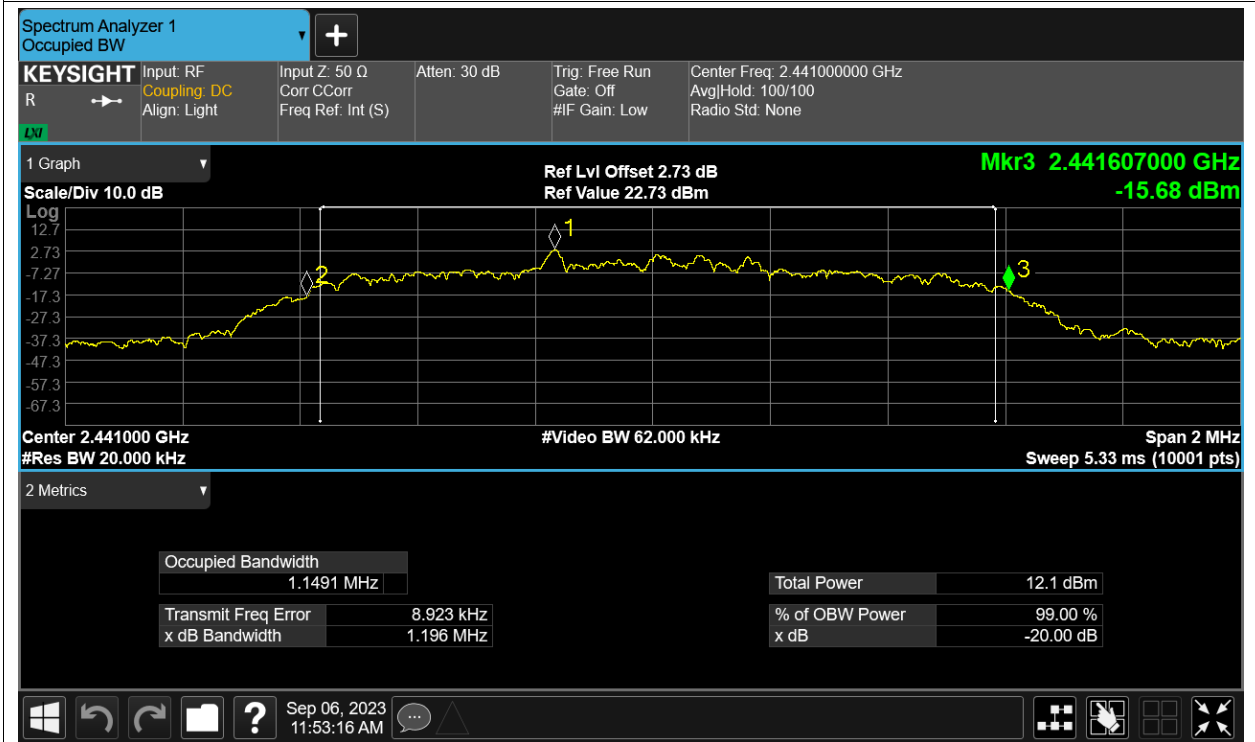 Spectrum Analyzer 1
Occupied BW
KEYSIGHT
R
LXI
Input: RF
Coupling: DC
Align: Light
Input Z: 50 Ω
Corr CCorr
Freq Ref: Int (S)
Atten: 30 dB
Trig: Free Run
Gate: Off
#IF Gain: Low
Center Freq: 2.441000000 GHz
Avg|Hold: 100/100
Radio Std: None
1 Graph
Scale/Div 10.0 dB
Ref Lvl Offset 2.73 dB
Ref Value 22.73 dBm
Mkr3 2.441607000 GHz
-15.68 dBm
Log
12.7
2.73
-7.27
-17.3
-27.3
-37.3
-47.3
-57.3
-67.3
1
2
3
Center 2.441000 GHz
#Res BW 20.000 kHz
#Video BW 62.000 kHz
Span 2 MHz
Sweep 5.33 ms (10001 pts)
2 Metrics
Occupied Bandwidth
1.1491 MHz
Transmit Freq Error 8.923 kHz
x dB Bandwidth 1.196 MHz
Total Power 12.1 dBm
% of OBW Power 99.00 %
x dB -20.00 dB
?
Sep 06, 2023
11:53:16 AM